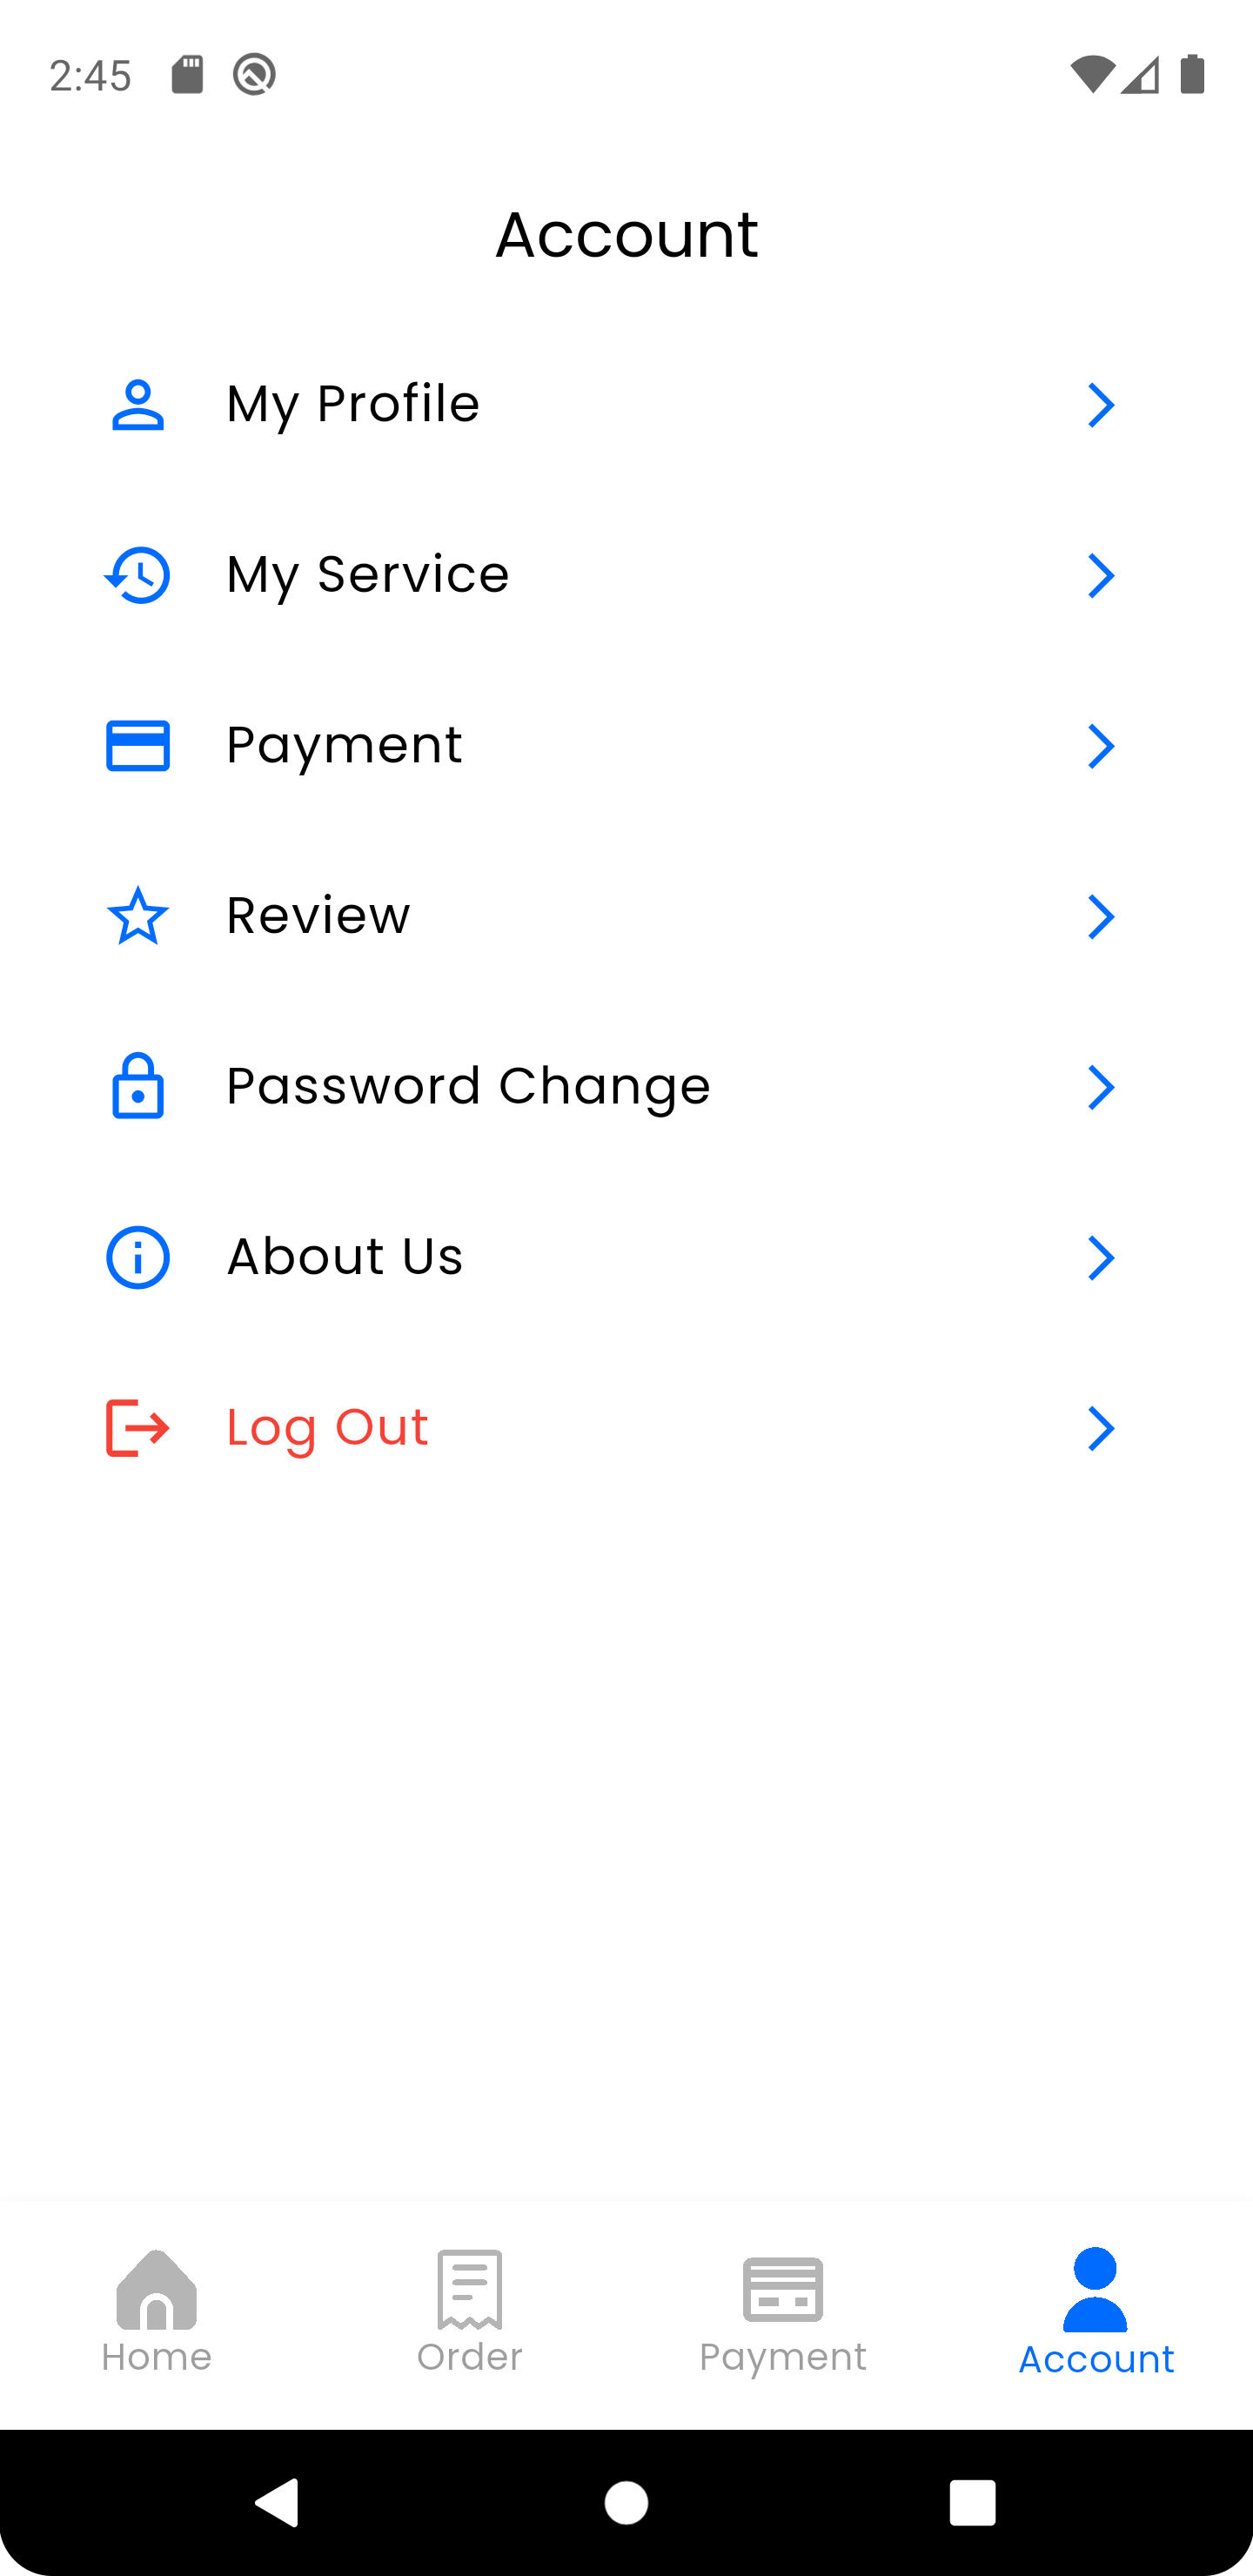 2:45
Account
My Profile
My Service
Payment
Review
Password Change
About Us
Log Out
Home
Order
Payment
Account